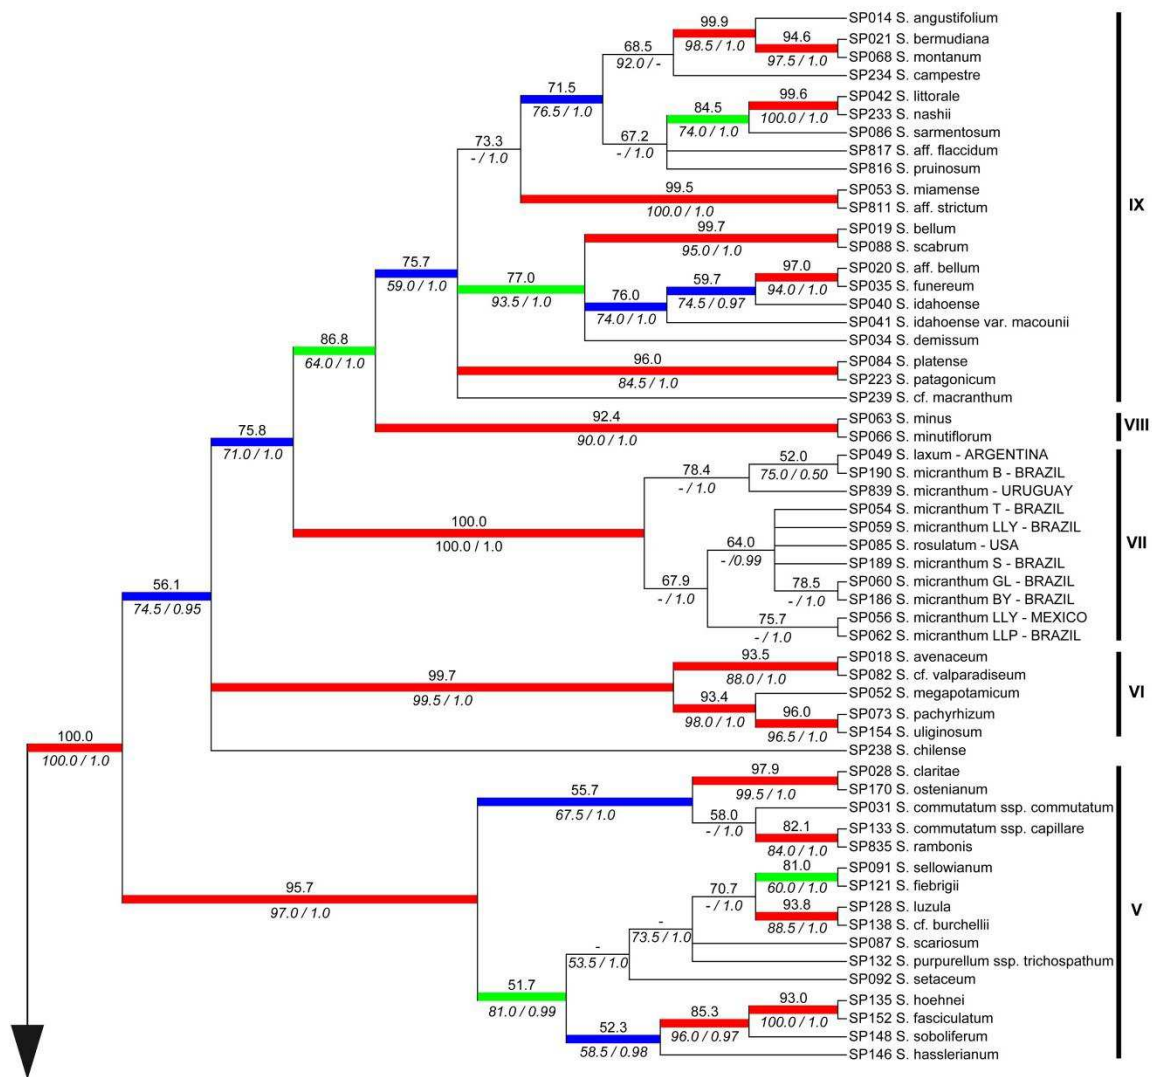 99.9
SP014 S. angustifolium
98.5 / 1.0
94.6
SP021 S. bermudiana
97.5 / 1.0
SP068 S. montanum
68.5
92.0 / -
SP234 S. campestre
71.5
76.5 / 1.0
99.6
SP042 S. littorale
100.0 / 1.0
SP233 S. nashii
84.5
74.0 / 1.0
SP086 S. sarmentosum
67.2
- / 1.0
SP817 S. aff. flaccidum
SP816 S. pruinosum
73.3
- / 1.0
99.5
100.0 / 1.0
SP053 S. miamense
SP811 S. aff. strictum
IX
99.7
95.0 / 1.0
SP019 S. bellum
SP088 S. scabrum
75.7
59.0 / 1.0
77.0
93.5 / 1.0
97.0
94.0 / 1.0
SP020 S. aff. bellum
SP035 S. funereum
59.7
74.5 / 0.97
SP040 S. idahoense
76.0
74.0 / 1.0
SP041 S. idahoense var. macounii
SP034 S. demissum
86.8
64.0 / 1.0
96.0
84.5 / 1.0
SP084 S. platense
SP223 S. patagonicum
SP239 S. cf. macranthum
92.4
90.0 / 1.0
SP063 S. minus
SP066 S. minutiflorum
VIII
75.8
71.0 / 1.0
52.0
75.0 / 0.50
SP049 S. laxum - ARGENTINA
SP190 S. micranthum B - BRAZIL
78.4
- / 1.0
SP839 S. micranthum - URUGUAY
100.0
100.0 / 1.0
SP054 S. micranthum T - BRAZIL
SP059 S. micranthum LLY - BRAZIL
64.0
- /0.99
SP085 S. rosulatum - USA
VII
SP189 S. micranthum S - BRAZIL
67.9
- / 1.0
78.5
- / 1.0
SP060 S. micranthum GL - BRAZIL
SP186 S. micranthum BY - BRAZIL
75.7
- / 1.0
SP056 S. micranthum LLY - MEXICO
SP062 S. micranthum LLP - BRAZIL
56.1
74.5 / 0.95
93.5
88.0 / 1.0
SP018 S. avenaceum
SP082 S. cf. valparadiseum
99.7
99.5 / 1.0
93.4
98.0 / 1.0
SP052 S. megapotamicum
VI
96.0
96.5 / 1.0
SP073 S. pachyrhizum
SP154 S. uliginosum
100.0
100.0 / 1.0
SP238 S. chilense
97.9
99.5 / 1.0
SP028 S. claritae
SP170 S. ostenianum
55.7
67.5 / 1.0
58.0
- / 1.0
SP031 S. commutatum ssp. commutatum
82.1
84.0 / 1.0
SP133 S. commutatum ssp. capillare
SP835 S. rambonis
95.7
97.0 / 1.0
81.0
60.0 / 1.0
SP091 S. sellowianum
SP121 S. fiebrigii
70.7
- / 1.0
93.8
88.5 / 1.0
SP128 S. luzula
SP138 S. cf. burchellii
V
-
73.5 / 1.0
SP087 S. scariosum
SP132 S. purpurellum ssp. trichospathum
-
53.5 / 1.0
SP092 S. setaceum
51.7
81.0 / 0.99
93.0
100.0 / 1.0
SP135 S. hoehnei
SP152 S. fasciculatum
85.3
96.0 / 0.97
SP148 S. soboliferum
52.3
58.5 / 0.98
SP146 S. hasslerianum